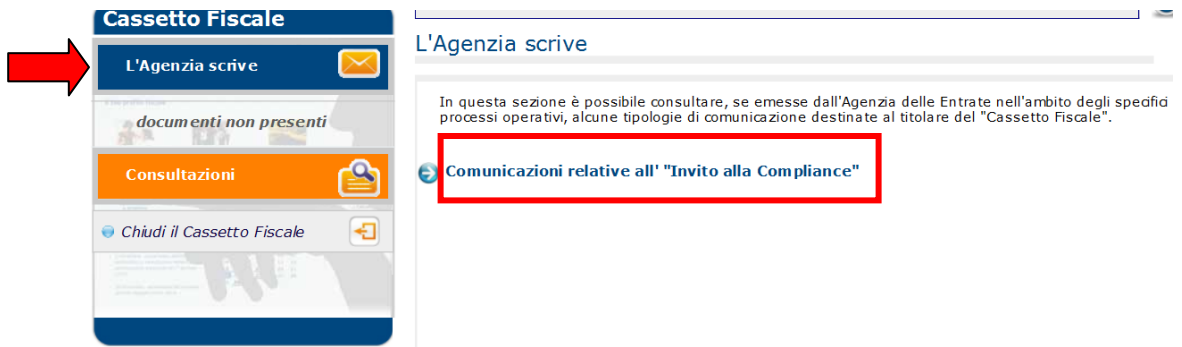 Cassetto Fiscale
L'Agenzia scrive
documenti non presenti
Consultazioni
Chiudi il Cassetto Fiscale
L'Agenzia scrive
In questa sezione è possibile consultare, se emesse dall'Agenzia delle Entrate nell'ambito degli specifici
processi operativi, alcune tipologie di comunicazione destinate al titolare del "Cassetto Fiscale".
Comunicazioni relative all' "Invito alla Compliance"